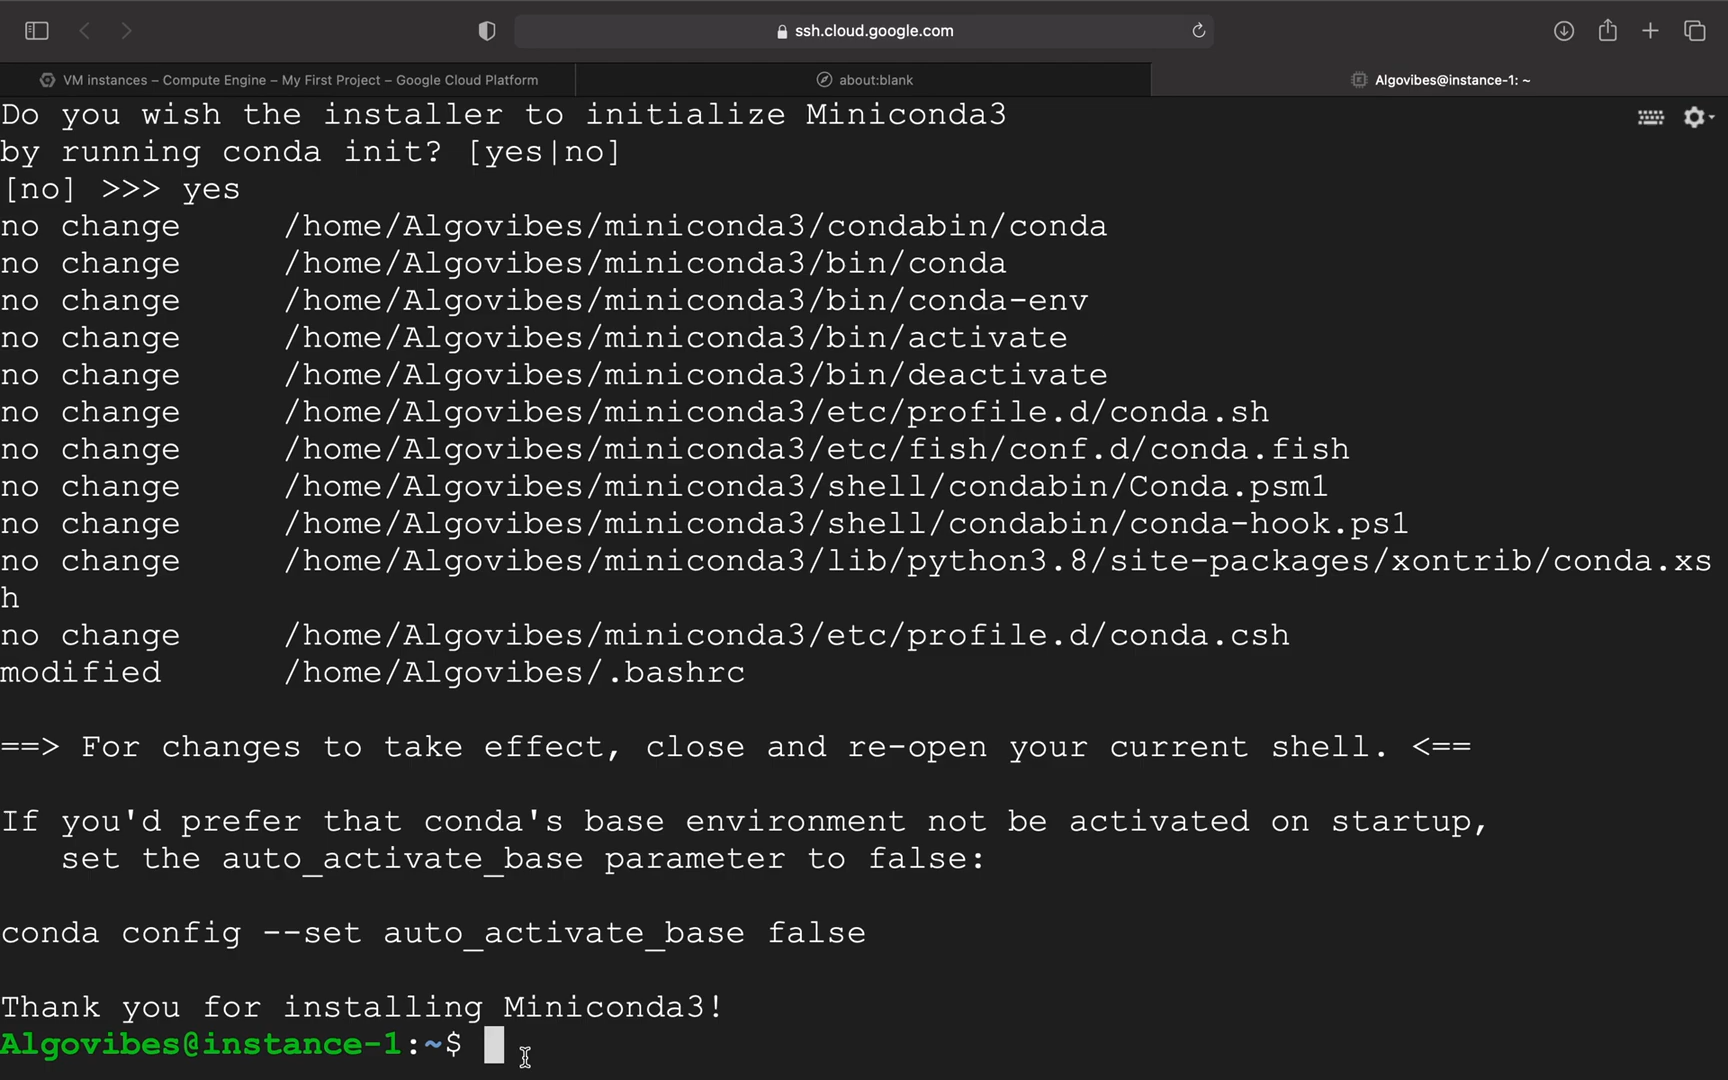 ssh.cloud.google.com
VM instances – Compute Engine – My First Project – Google Cloud Platform
about:blank
Algovibes@instance-1: ~
Do you wish the installer to initialize Miniconda3
by running conda init? [yes|no]
[no] >>> yes
no change     /home/Algovibes/miniconda3/condabin/conda
no change     /home/Algovibes/miniconda3/bin/conda
no change     /home/Algovibes/miniconda3/bin/conda-env
no change     /home/Algovibes/miniconda3/bin/activate
no change     /home/Algovibes/miniconda3/bin/deactivate
no change     /home/Algovibes/miniconda3/etc/profile.d/conda.sh
no change     /home/Algovibes/miniconda3/etc/fish/conf.d/conda.fish
no change     /home/Algovibes/miniconda3/shell/condabin/Conda.psm1
no change     /home/Algovibes/miniconda3/shell/condabin/conda-hook.ps1
no change     /home/Algovibes/miniconda3/lib/python3.8/site-packages/xontrib/conda.xs
h
no change     /home/Algovibes/miniconda3/etc/profile.d/conda.csh
modified      /home/Algovibes/.bashrc
==> For changes to take effect, close and re-open your current shell. <==
If you'd prefer that conda's base environment not be activated on startup,
   set the auto_activate_base parameter to false:
conda config --set auto_activate_base false
Thank you for installing Miniconda3!
Algovibes@instance-1:~$